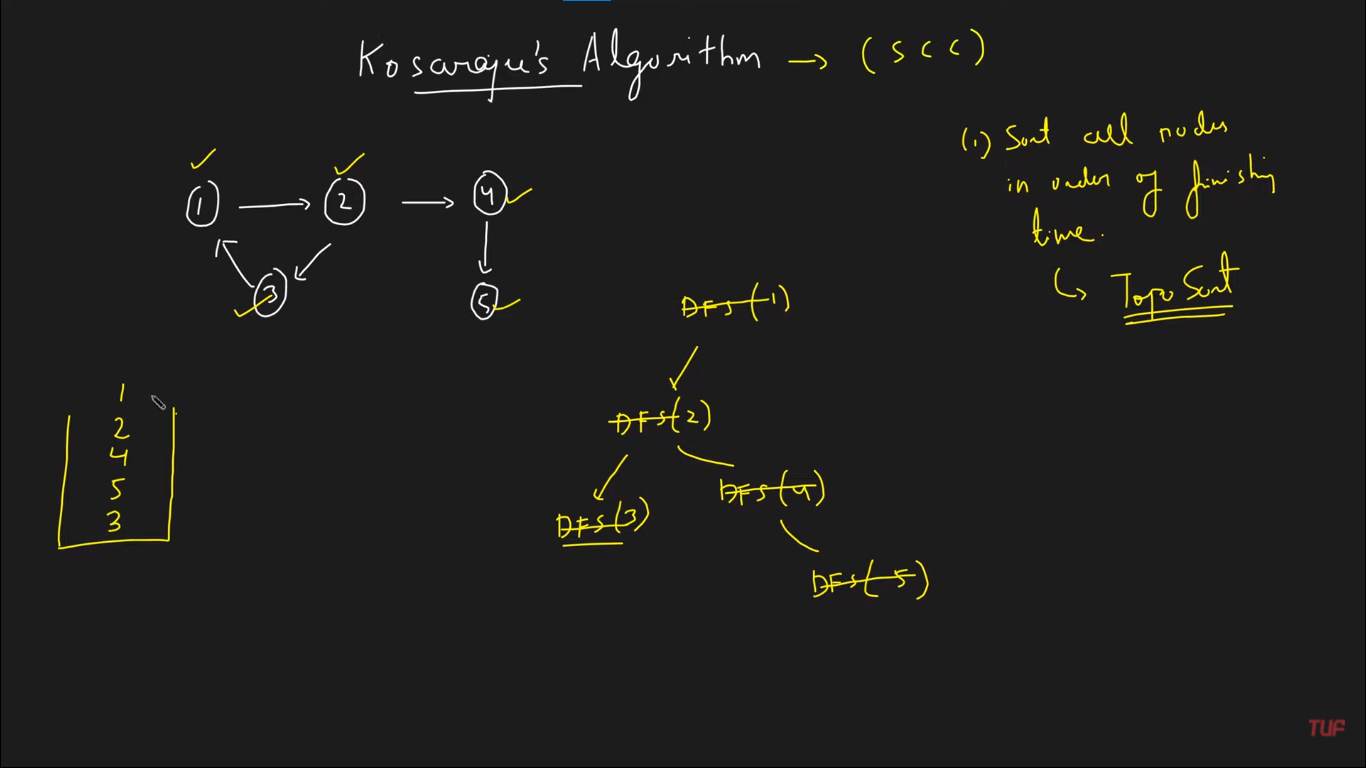 Kosaraju's Algorithm → (SCC)
(1) Sort all nodes
in order of finishing
time.
↳ Topo Sort
1
2
4
3
5
DFS(1)
DFS(2)
DFS(3)
DFS(4)
DFS(5)
1
2
4
5
3
TUF